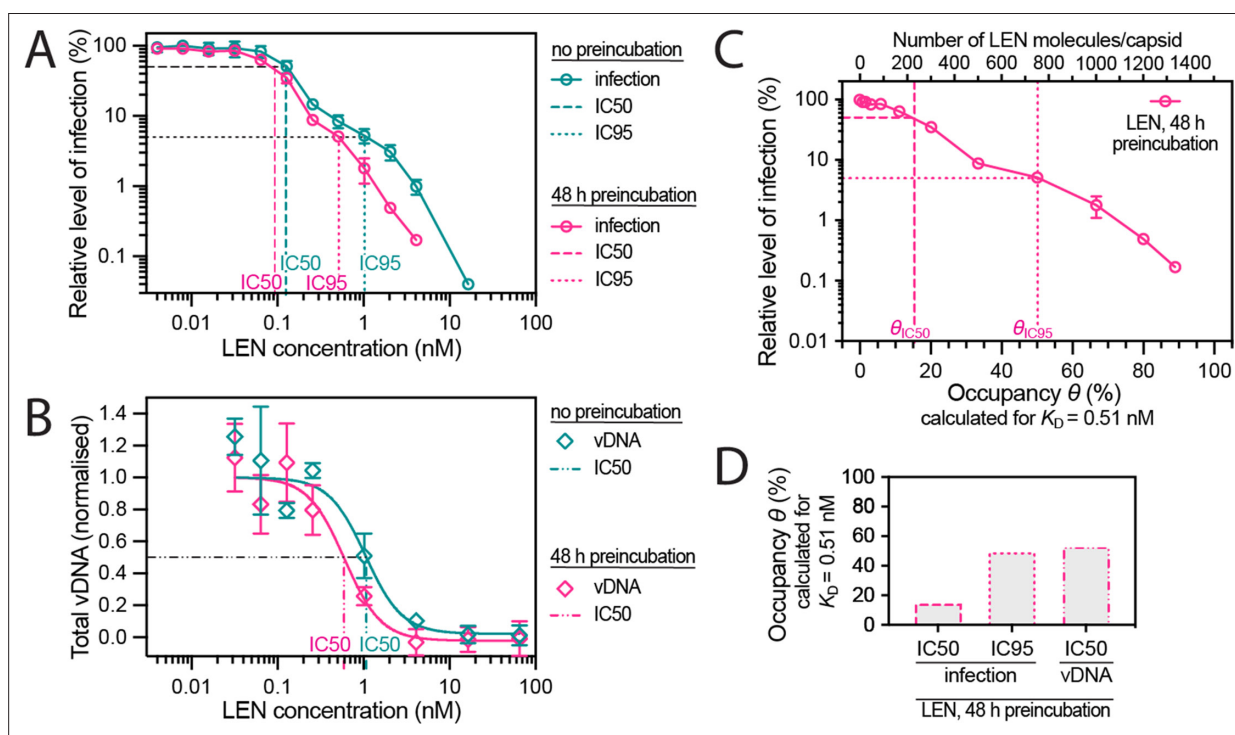 A
Relative level of infection (%)
100
10
1
0.1
IC50
IC50
IC95
IC95
0.01
0.1
1
10
100
LEN concentration (nM)
no preincubation
infection
IC50
IC95
48 h preincubation
infection
IC50
IC95
B
Total vDNA (normalised)
1.4
1.2
1.0
0.8
0.6
0.4
0.2
0.0
IC50
IC50
0.01
0.1
1
10
100
LEN concentration (nM)
no preincubation
vDNA
IC50
48 h preincubation
vDNA
IC50
C
Number of LEN molecules/capsid
0 200 400 600 800 1000 1200 1400
Relative level of infection (%)
100
10
1
0.1
0.01
LEN, 48 h
preincubation
θIC50
θIC95
0 20 40 60 80 100
Occupancy θ (%)
calculated for KD = 0.51 nM
D
Occupancy θ (%)
calculated for
KD = 0.51 nM
100
80
60
40
20
0
IC50 IC95 IC50
infection vDNA
LEN, 48 h preincubation